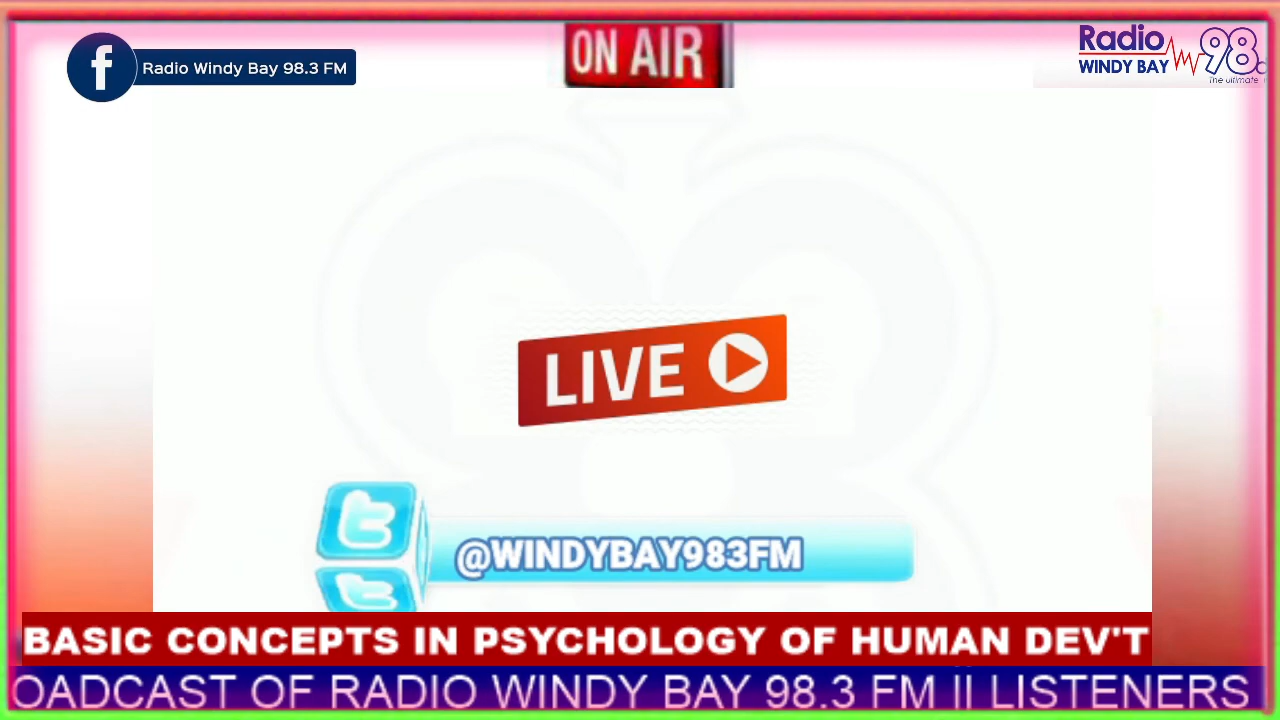 Radio Windy Bay 98.3 FM
ON AIR
Radio
WINDY BAY
98.
The ultimate
LIVE
@WINDYBAY983FM
BASIC CONCEPTS IN PSYCHOLOGY OF HUMAN DEV'T
OADCAST OF RADIO WINDY BAY 98.3 FM || LISTENERS